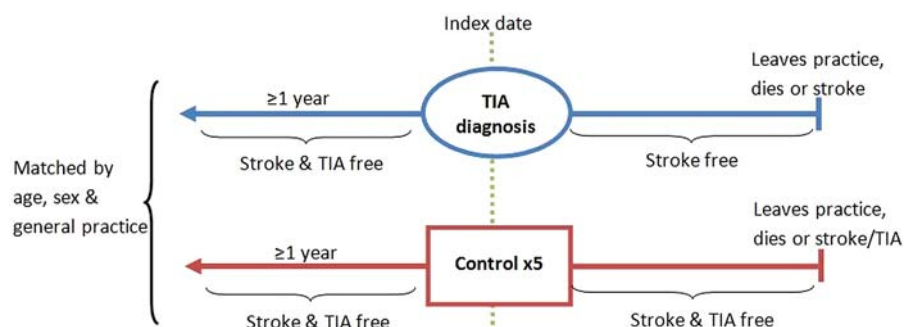 Index date
Leaves practice,
dies or stroke
≥1 year
TIA
diagnosis
Stroke & TIA free
Stroke free
Matched by
age, sex &
general practice
Leaves practice,
dies or stroke/TIA
≥1 year
Control x5
Stroke & TIA free
Stroke & TIA free